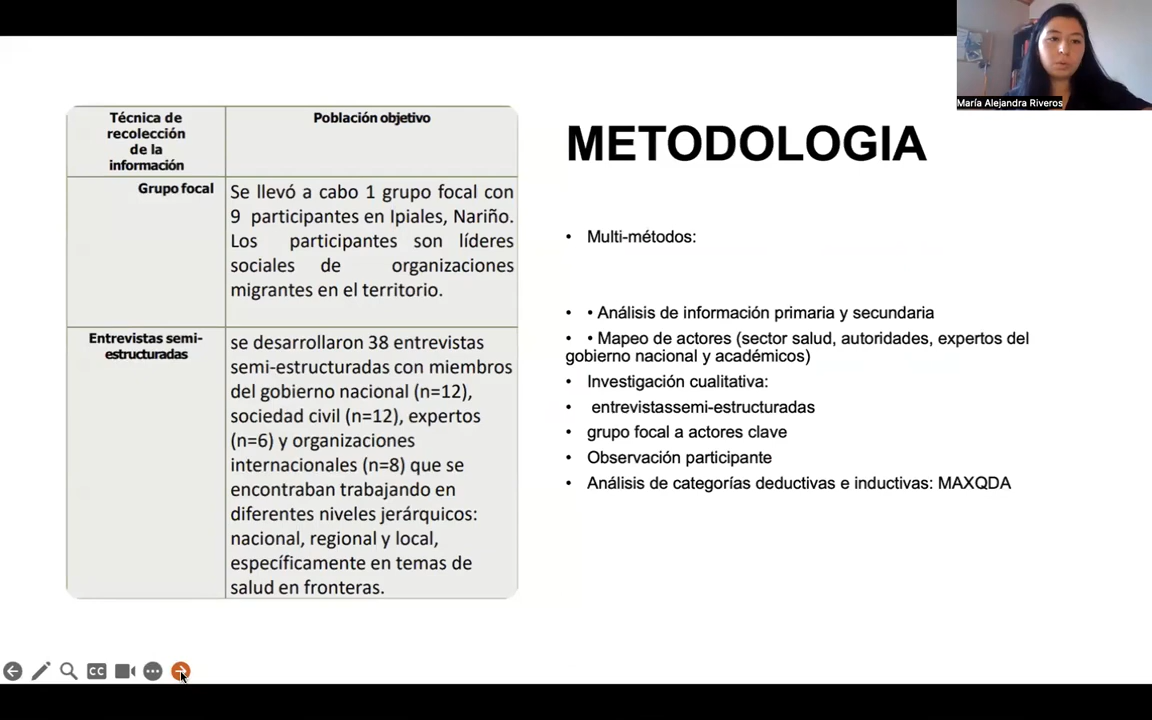 María Alejandra Riveros
Técnica de
recolección
de la
información
Población objetivo
Grupo focal
Se llevó a cabo 1 grupo focal con
9 participantes en Ipiales, Nariño.
Los participantes son líderes
sociales de organizaciones
migrantes en el territorio.
Entrevistas semi-
estructuradas
se desarrollaron 38 entrevistas
semi-estructuradas con miembros
del gobierno nacional (n=12),
sociedad civil (n=12), expertos
(n=6) y organizaciones
internacionales (n=8) que se
encontraban trabajando en
diferentes niveles jerárquicos:
nacional, regional y local,
específicamente en temas de
salud en fronteras.
METODOLOGIA
• Multi-métodos:
• • Análisis de información primaria y secundaria
• • Mapeo de actores (sector salud, autoridades, expertos del
gobierno nacional y académicos)
• Investigación cualitativa:
• entrevistassemi-estructuradas
• grupo focal a actores clave
• Observación participante
• Análisis de categorías deductivas e inductivas: MAXQDA
CC